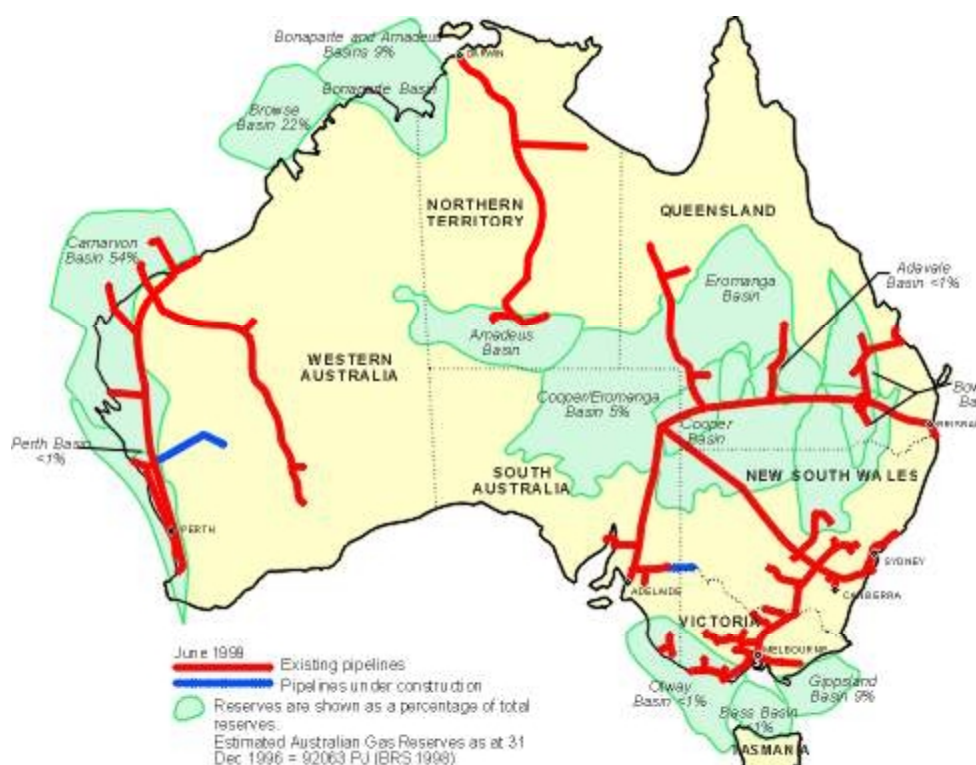 Bonaparte and Amadeus
Basins 9%
DARWIN
Bonaparte Basin
Browse
Basin 22%
NORTHERN
TERRITORY
QUEENSLAND
Carnarvon
Basin 54%
Eromanga
Basin
Adavale
Basin <1%
Amadeus
Basin
WESTERN
AUSTRALIA
Cooper/Eromanga
Basin 5%
Cooper
Basin
Perth Basin
<1%
SOUTH
AUSTRALIA
NEW SOUTH WALES
PERTH
SYDNEY
ADELAIDE
CANBERRA
VICTORIA
MELBOURNE
Otway
Basin <1%
Gippsland
Basin 9%
Bass Basin
<1%
TASMANIA
June 1998
Existing pipelines
Pipelines under construction
Reserves are shown as a percentage of total
reserves.
Estimated Australian Gas Reserves as at 31
Dec 1996 = 92063 PJ (BRS 1998)